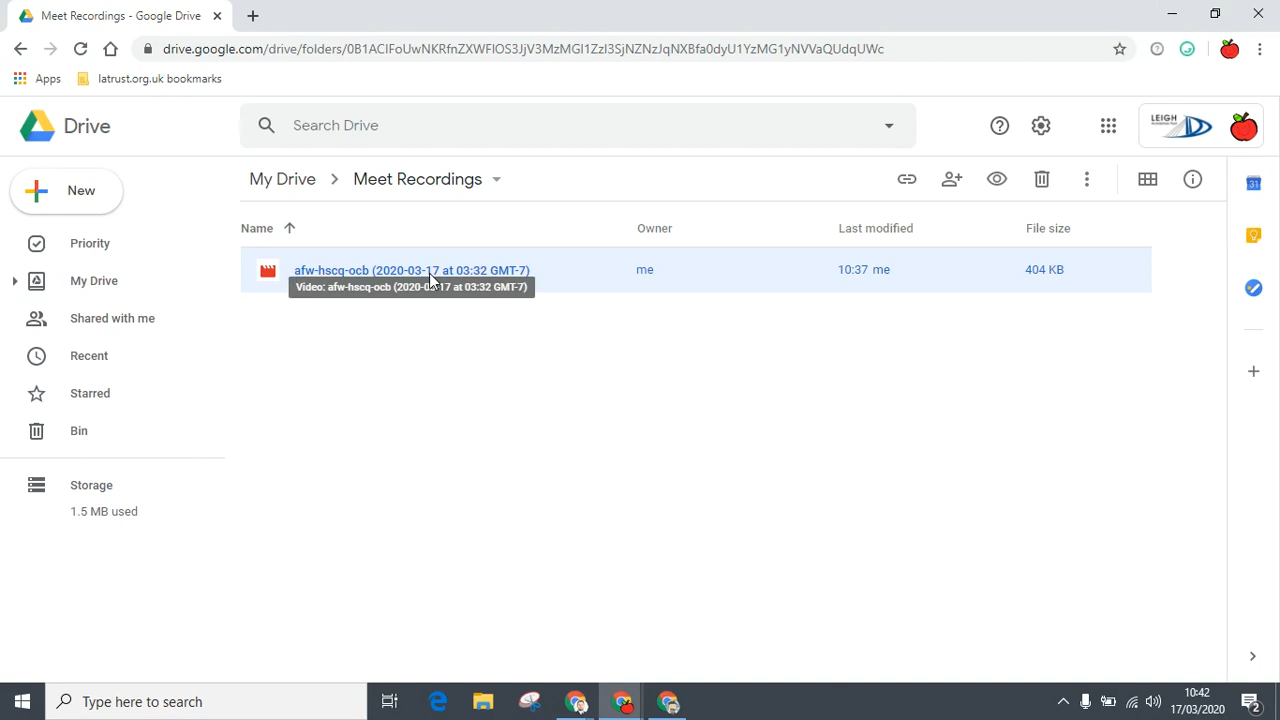 Meet Recordings - Google Drive
drive.google.com/drive/folders/0B1AClFoUwNKRfnZXWFlOS3JjV3MzMGI1ZzI3SjNZNzJqNXBfa0dyU1YzMG1yNVVaQUdqUWc
Apps latrust.org.uk bookmarks
Drive
Search Drive
LEIGH
New
My Drive > Meet Recordings
Name
Owner
Last modified
File size
afw-hscq-ocb (2020-03-17 at 03:32 GMT-7)
me
10:37 me
404 KB
Video: afw-hscq-ocb (2020-03-17 at 03:32 GMT-7)
Priority
My Drive
Shared with me
Recent
Starred
Bin
Storage
1.5 MB used
31
Type here to search
10:42
17/03/2020
2